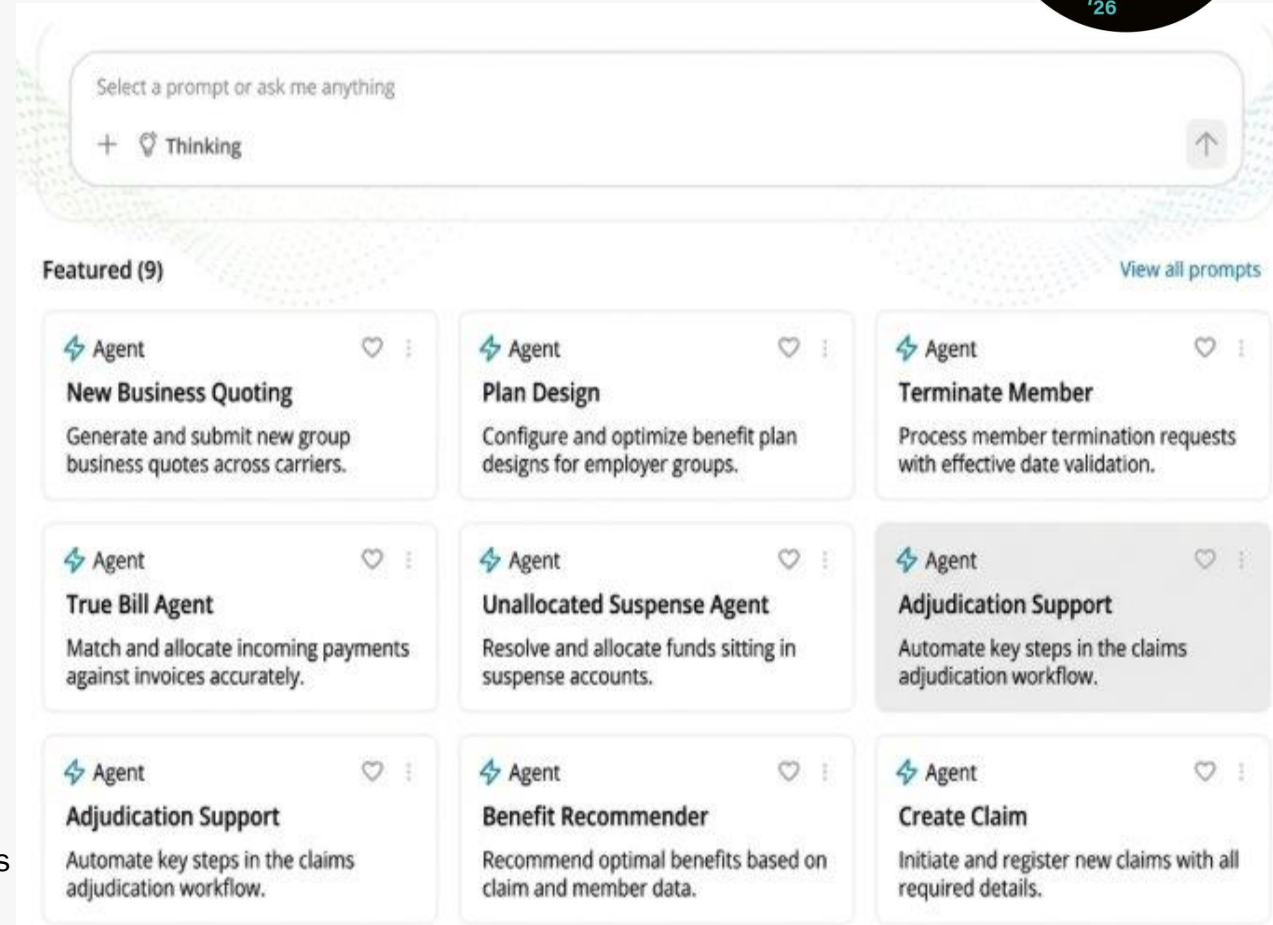 '26
Select a prompt or ask me anything
+ Thinking
Featured (9)
View all prompts
Agent
New Business Quoting
Generate and submit new group
business quotes across carriers.
Agent
Plan Design
Configure and optimize benefit plan
designs for employer groups.
Agent
Terminate Member
Process member termination requests
with effective date validation.
Agent
True Bill Agent
Match and allocate incoming payments
against invoices accurately.
Agent
Unallocated Suspense Agent
Resolve and allocate funds sitting in
suspense accounts.
Agent
Adjudication Support
Automate key steps in the claims
adjudication workflow.
s
Agent
Adjudication Support
Automate key steps in the claims
adjudication workflow.
Agent
Benefit Recommender
Recommend optimal benefits based on
claim and member data.
Agent
Create Claim
Initiate and register new claims with all
required details.